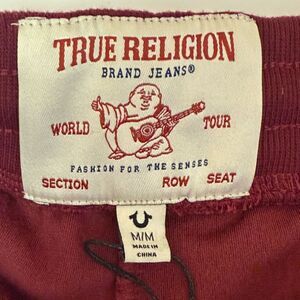 TRUE RELIGION
BRAND JEANS®
WORLD TOUR
FASHION FOR THE SENSES
SECTION ROW SEAT
M/M
MADE IN
CHINA